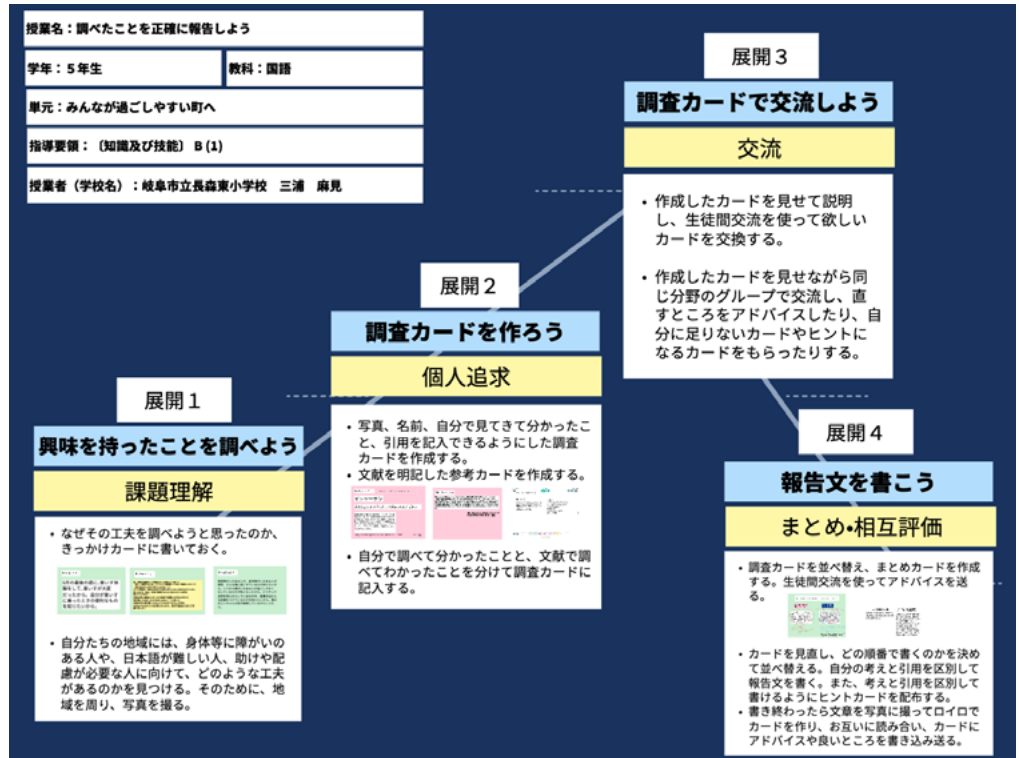 授業名：調べたことを正確に報告しよう
学年：５年生
教科：国語
単元：みんなが過ごしやすい町へ
指導要領：〔知識及び技能〕 B (1)
授業者（学校名）：岐阜市立長森東小学校　三浦　麻見
展開１
興味を持ったことを調べよう
課題理解
・なぜその工夫を調べようと思ったのか、
きっかけカードに書いておく。
・自分たちの地域には、身体等に障がいの
ある人や、日本語が難しい人、助けや配
慮が必要な人に向けて、どのような工夫
があるのかを見つける。そのために、地
域を周り、写真を撮る。
展開２
調査カードを作ろう
個人追求
・写真、名前、自分で見てきて分かったこ
と、引用を記入できるようにした調査
カードを作成する。
・文献を明記した参考カードを作成する。
・自分で調べて分かったことと、文献で調
べてわかったことを分けて調査カードに
記入する。
展開３
調査カードで交流しよう
交流
・作成したカードを見せて説明
し、生徒間交流を使って欲しい
カードを交換する。
・作成したカードを見せながら同
じ分野のグループで交流し、直
すところをアドバイスしたり、自
分に足りないカードやヒントに
なるカードをもらったりする。
展開４
報告文を書こう
まとめ・相互評価
・調査カードを並べ替え、まとめカードを作成
する。生徒間交流を使ってアドバイスを送
る。
・カードを見直し、どの順番で書くのかを決め
て並べ替える。自分の考えと引用を区別して
報告文を書く。また、考えと引用を区別して
書けるようにヒントカードを配布する。
・書き終わったら文章を写真に撮ってロイロで
カードを作り、お互いに読み合い、カードに
アドバイスや良いところを書き込み送る。